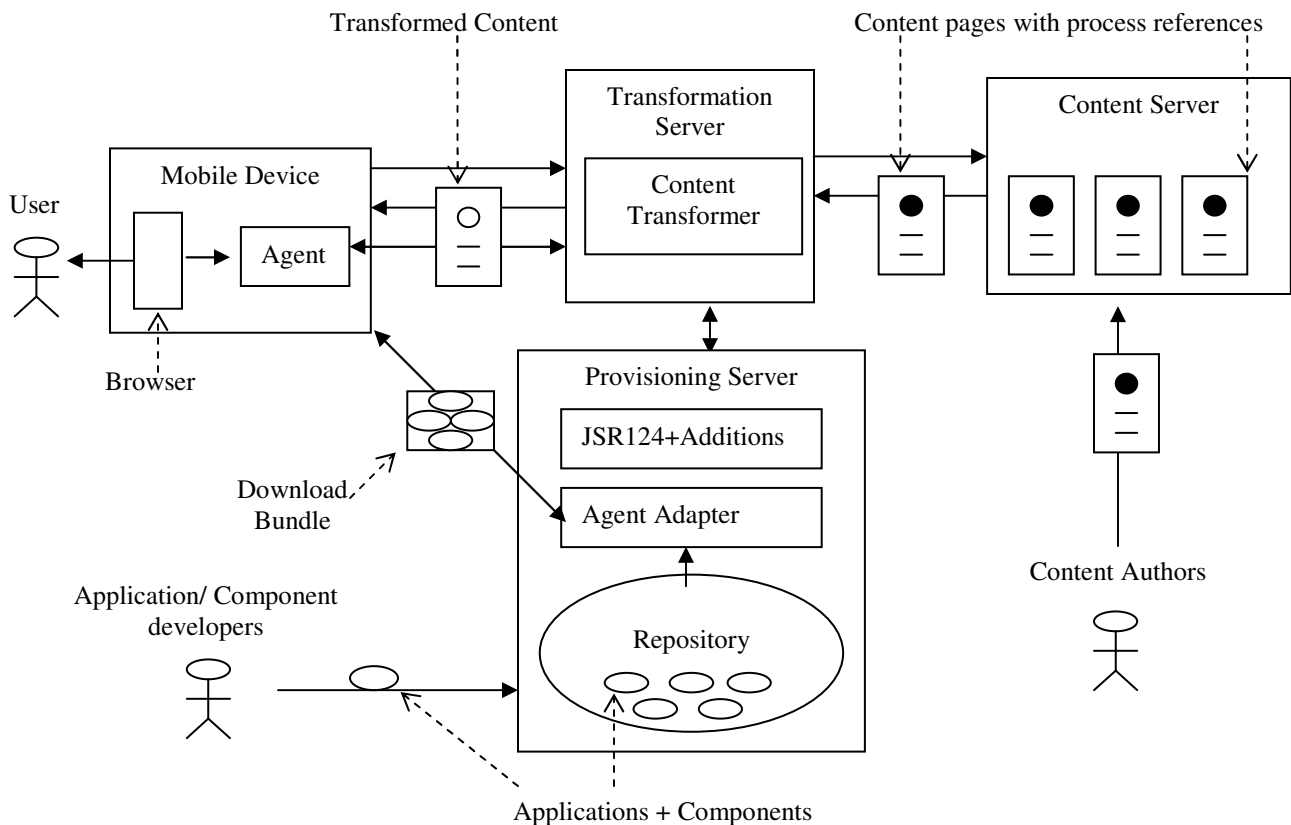 Transformed Content
Content pages with process references
Transformation
Server
Content Server
Mobile Device
Content
Transformer
User
Agent
Browser
Provisioning Server
JSR124+Additions
Download
Bundle
Agent Adapter
Content Authors
Application/ Component
developers
Repository
Applications + Components